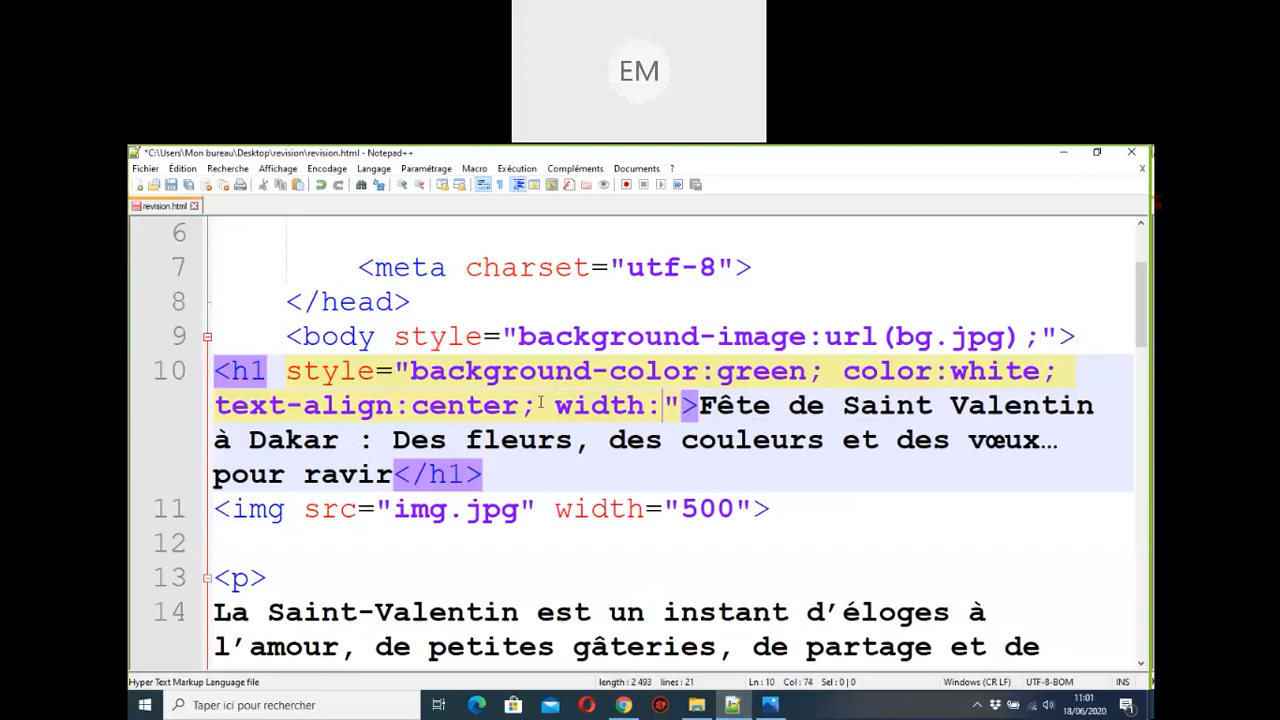 EM
*C:\Users\Mon bureau\Desktop\revision\revision.html - Notepad++
Fichier Édition Recherche Affichage Encodage Langage Paramétrage Macro Exécution Compléments Documents ? X
revision.html
6
7 <meta charset="utf-8">
8 </head>
9 <body style="background-image:url(bg.jpg);">
10 <h1 style="background-color:green; color:white;
text-align:center; width:">Fête de Saint Valentin
à Dakar : Des fleurs, des couleurs et des vœux…
pour ravir</h1>
11 <img src="img.jpg" width="500">
12
13 <p>
14 La Saint-Valentin est un instant d’éloges à
l’amour, de petites gâteries, de partage et de
Hyper Text Markup Language file length : 2 493 lines : 21 Ln : 10 Col : 74 Sel : 0 | 0 Windows (CR LF) UTF-8-BOM INS
Taper ici pour rechercher 11:01
18/06/2020